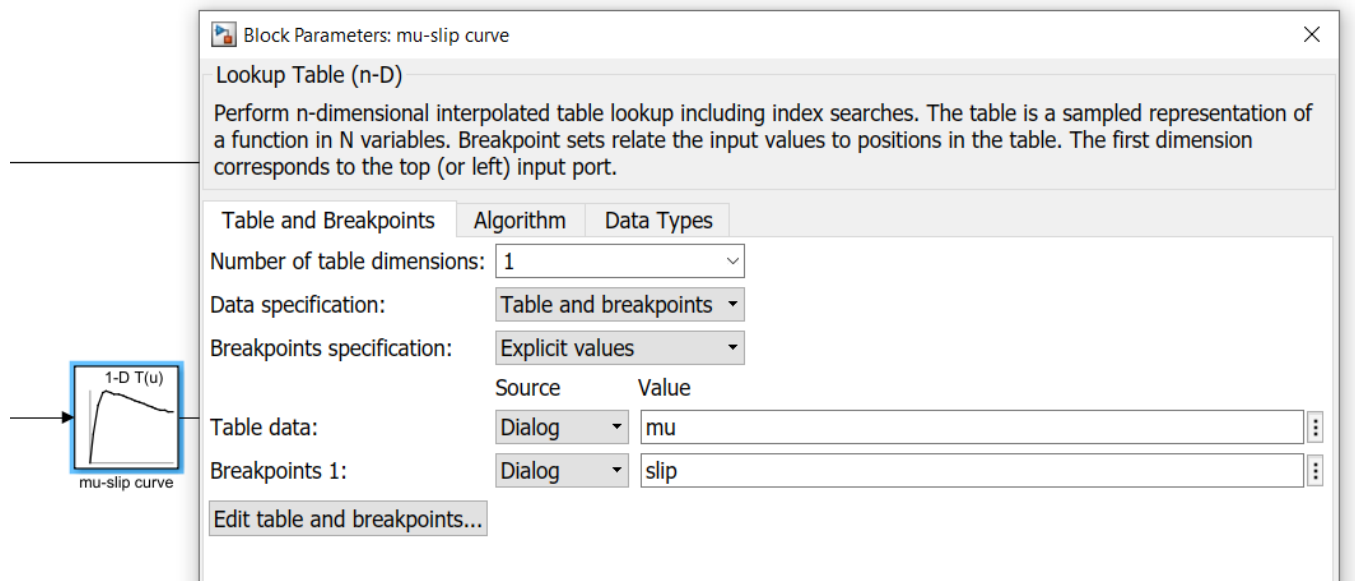 Block Parameters: mu-slip curve
Lookup Table (n-D)
Perform n-dimensional interpolated table lookup including index searches. The table is a sampled representation of
a function in N variables. Breakpoint sets relate the input values to positions in the table. The first dimension
corresponds to the top (or left) input port.
Table and Breakpoints Algorithm Data Types
Number of table dimensions: 1
Data specification: Table and breakpoints
Breakpoints specification: Explicit values
Source Value
Table data: Dialog mu
Breakpoints 1: Dialog slip
Edit table and breakpoints...
1-D T(u)
mu-slip curve